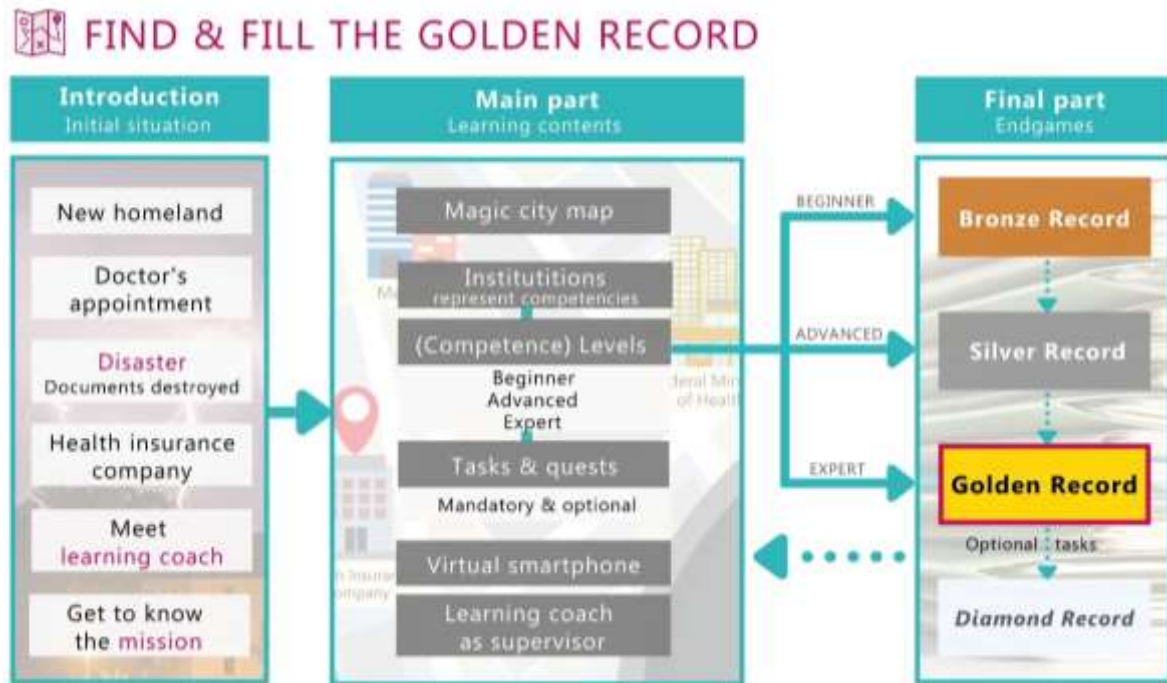 FIND & FILL THE GOLDEN RECORD
Introduction
Initial situation
New homeland
Doctor's
appointment
Disaster
Documents destroyed
Health insurance
company
Meet
learning coach
Get to know
the mission
Main part
Learning contents
Magic city map
Institutitions
represent competencies
(Competence) Levels
Beginner
Advanced
Expert
Tasks & quests
Mandatory & optional
Virtual smartphone
Learning coach
as supervisor
of Health
BEGINNER
ADVANCED
EXPERT
Final part
Endgames
Bronze Record
Silver Record
Golden Record
Optional tasks
Diamond Record